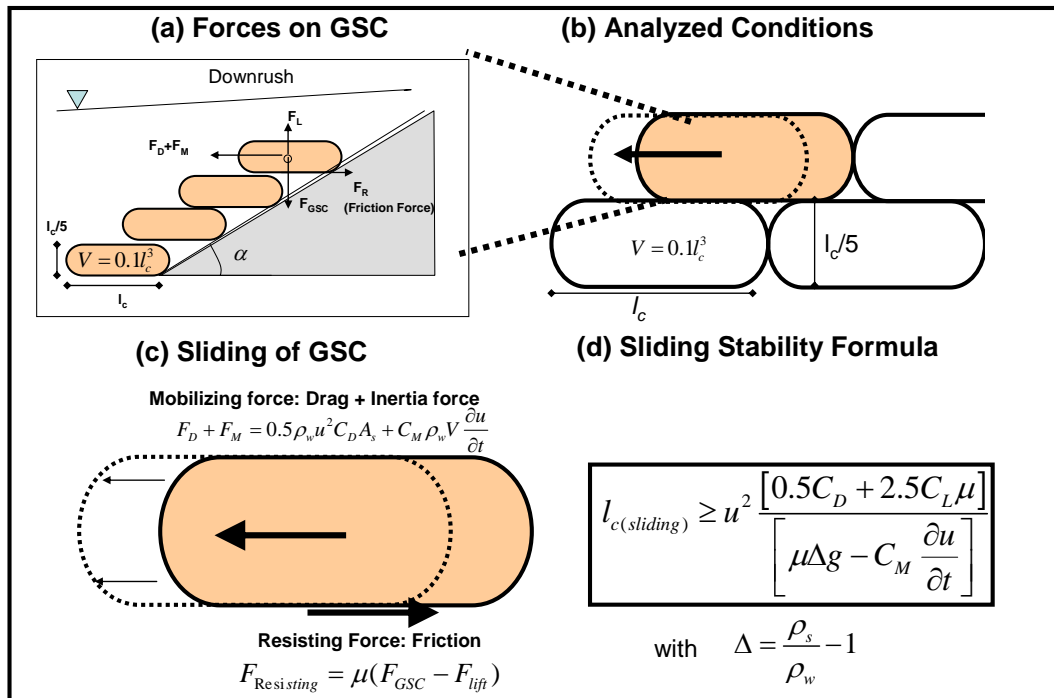 (a) Forces on GSC
(b) Analyzed Conditions
Downrush
F_L
F_D+F_M
F_R
(Friction Force)
F_GSC
l_c/5
V = 0.1l_c^3
α
l_c
V = 0.1l_c^3
l_c/5
l_c
(c) Sliding of GSC
(d) Sliding Stability Formula
Mobilizing force: Drag + Inertia force
F_D + F_M = 0.5 ρ_w u^2 C_D A_s + C_M ρ_w V ∂u/∂t
Resisting Force: Friction
F_Resisting = μ(F_GSC − F_lift)
l_c(sliding) ≥ u^2 [0.5C_D + 2.5C_L μ] / [μΔg − C_M ∂u/∂t]
with Δ = ρ_s/ρ_w − 1